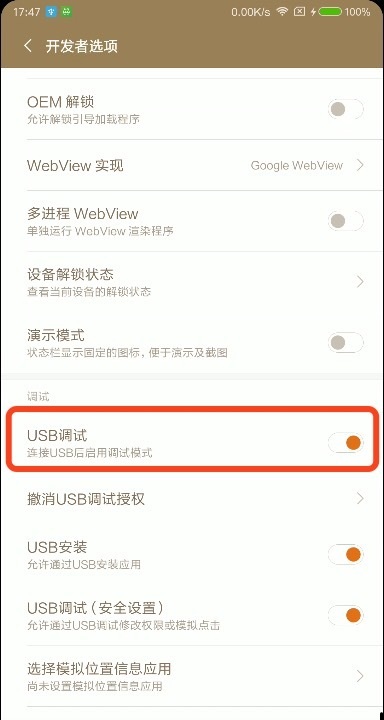 17:47 0.00K/s 100%
开发者选项
OEM 解锁
允许解锁引导加载程序
WebView 实现 Google WebView
多进程 WebView
单独运行 WebView 渲染程序
设备解锁状态
查看当前设备的解锁状态
演示模式
状态栏显示固定的图标，便于演示及截图
调试
USB调试
连接USB后启用调试模式
撤消USB调试授权
USB安装
允许通过USB安装应用
USB调试（安全设置）
允许通过USB调试修改权限或模拟点击
选择模拟位置信息应用
尚未设置模拟位置信息应用